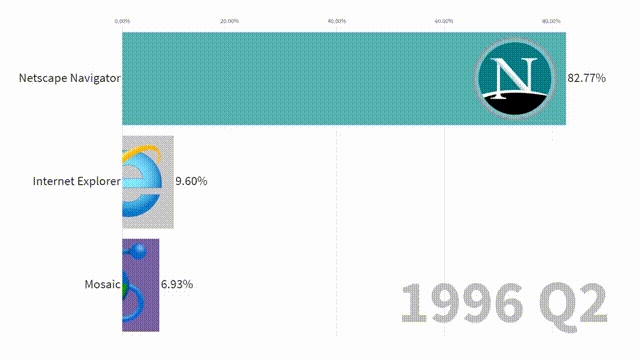 0.00% 20.00% 40.00% 60.00% 80.00%
Netscape Navigator N 82.77%
Internet Explorer 9.60%
Mosaic 6.93%
1996 Q2